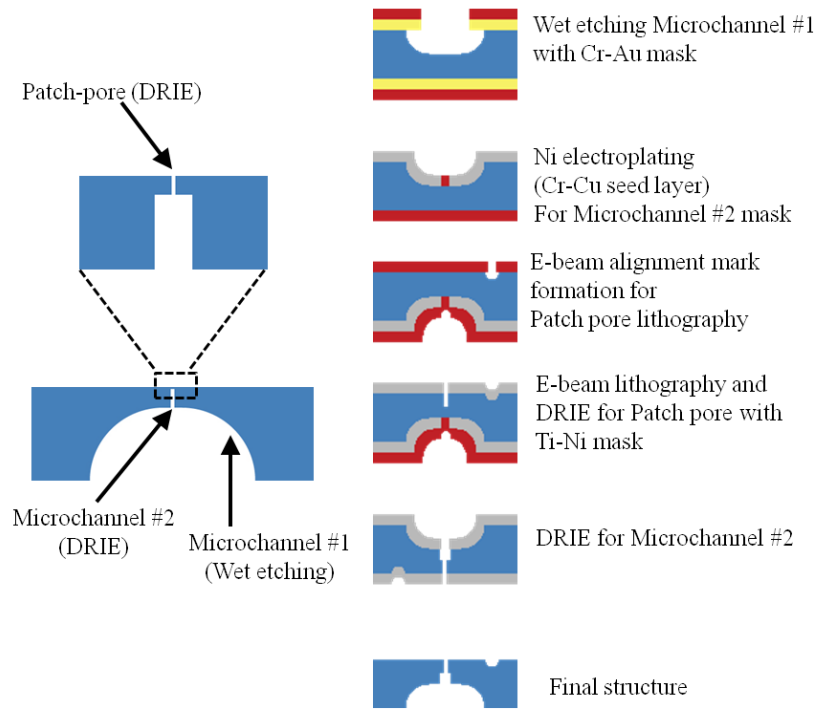 Patch-pore (DRIE)
Microchannel #2
(DRIE)
Microchannel #1
(Wet etching)
Wet etching Microchannel #1
with Cr-Au mask
Ni electroplating
(Cr-Cu seed layer)
For Microchannel #2 mask
E-beam alignment mark
formation for
Patch pore lithography
E-beam lithography and
DRIE for Patch pore with
Ti-Ni mask
DRIE for Microchannel #2
Final structure